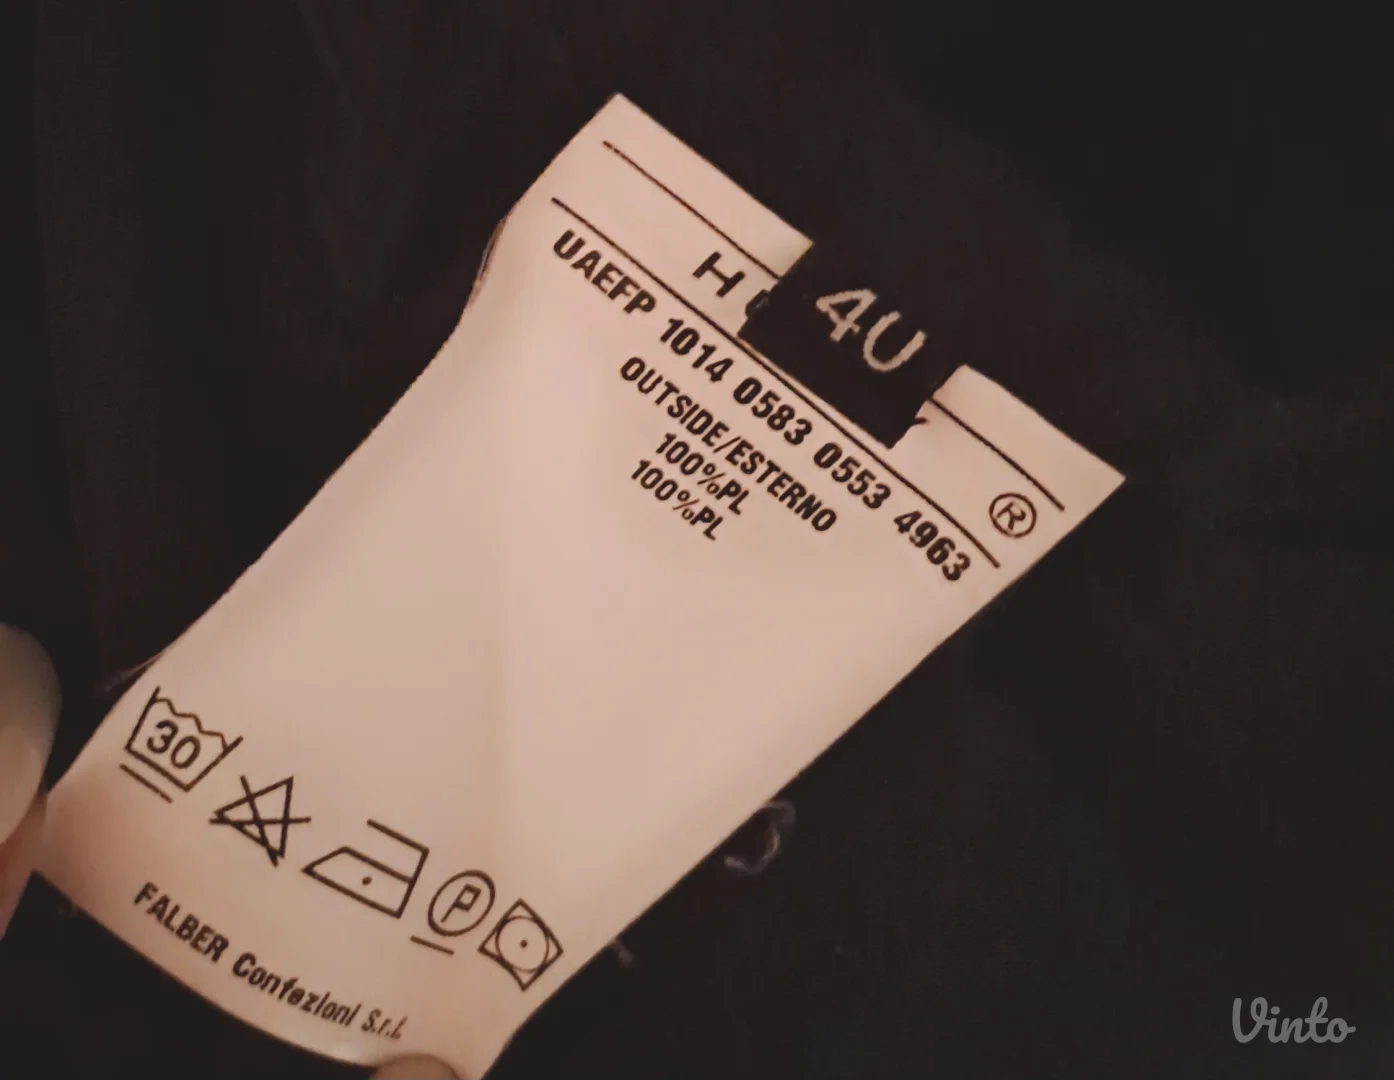 4U
®
UAEFP 1014 0583 0553 4963
OUTSIDE/ESTERNO
100%PL
100%PL
30
P
FALBER Confezioni S.r.l.
Vinto